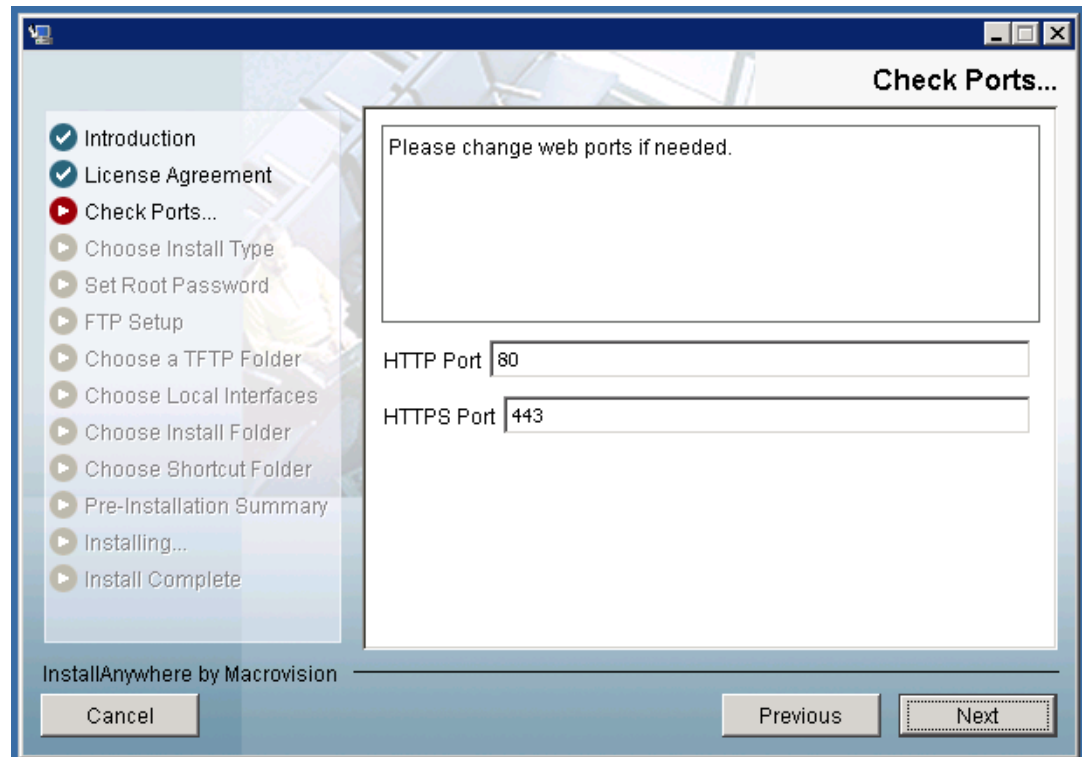 Check Ports...
Introduction
License Agreement
Check Ports...
Choose Install Type
Set Root Password
FTP Setup
Choose a TFTP Folder
Choose Local Interfaces
Choose Install Folder
Choose Shortcut Folder
Pre-Installation Summary
Installing...
Install Complete
Please change web ports if needed.
HTTP Port 80
HTTPS Port 443
InstallAnywhere by Macrovision
Cancel
Previous
Next